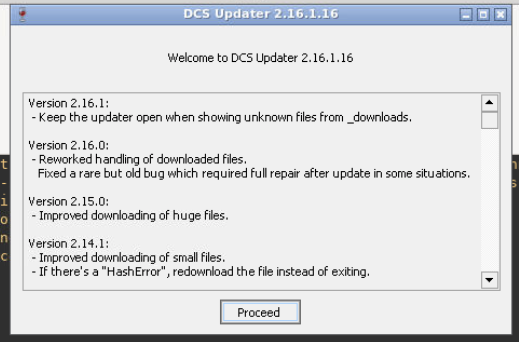 DCS Updater 2.16.1.16
Welcome to DCS Updater 2.16.1.16
Version 2.16.1:
- Keep the updater open when showing unknown files from _downloads.
Version 2.16.0:
- Reworked handling of downloaded files.
Fixed a rare but old bug which required full repair after update in some situations.
Version 2.15.0:
- Improved downloading of huge files.
Version 2.14.1:
- Improved downloading of small files.
- If there's a "HashError", redownload the file instead of exiting.
Proceed